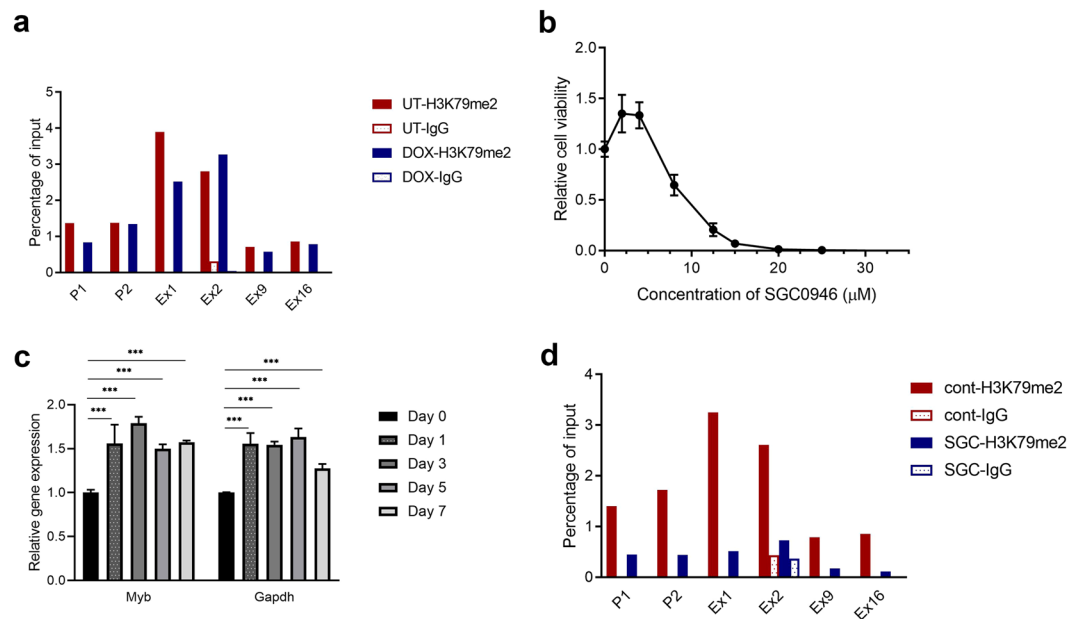 a
Percentage of input
5
4
3
2
1
0
P1
P2
Ex1
Ex2
Ex9
Ex16
UT-H3K79me2
UT-IgG
DOX-H3K79me2
DOX-IgG
b
Relative cell viability
2.0
1.5
1.0
0.5
0.0
0
10
20
30
Concentration of SGC0946 (μM)
c
Relative gene expression
2.0
1.5
1.0
0.5
0.0
***
***
***
***
***
***
***
***
Myb
Gapdh
Day 0
Day 1
Day 3
Day 5
Day 7
d
Percentage of input
4
3
2
1
0
P1
P2
Ex1
Ex2
Ex9
Ex16
cont-H3K79me2
cont-IgG
SGC-H3K79me2
SGC-IgG